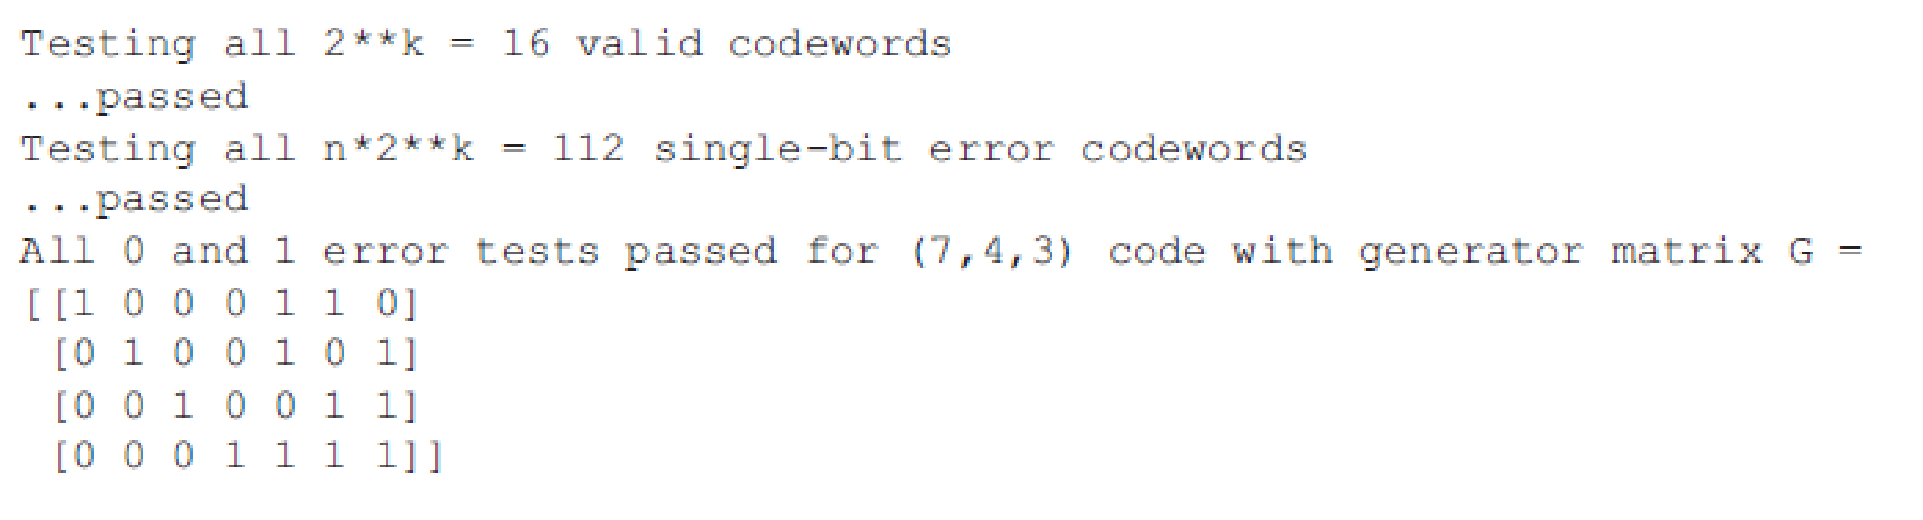 Testing all 2**k = 16 valid codewords
...passed
Testing all n*2**k = 112 single-bit error codewords
...passed
All 0 and 1 error tests passed for (7,4,3) code with generator matrix G =
[[1 0 0 0 1 1 0]
 [0 1 0 0 1 0 1]
 [0 0 1 0 0 1 1]
 [0 0 0 1 1 1 1]]